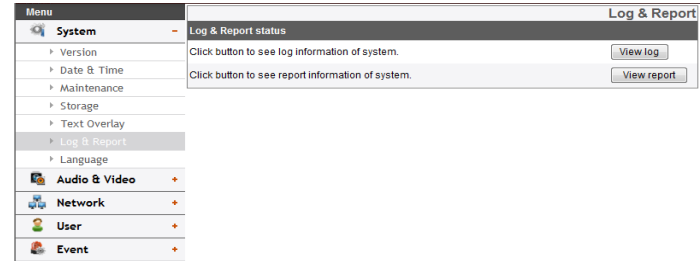 Menu
System -
Version
Date & Time
Maintenance
Storage
Text Overlay
Log & Report
Language
Audio & Video +
Network +
User +
Event +
Log & Report
Log & Report status
Click button to see log information of system. View log
Click button to see report information of system. View report